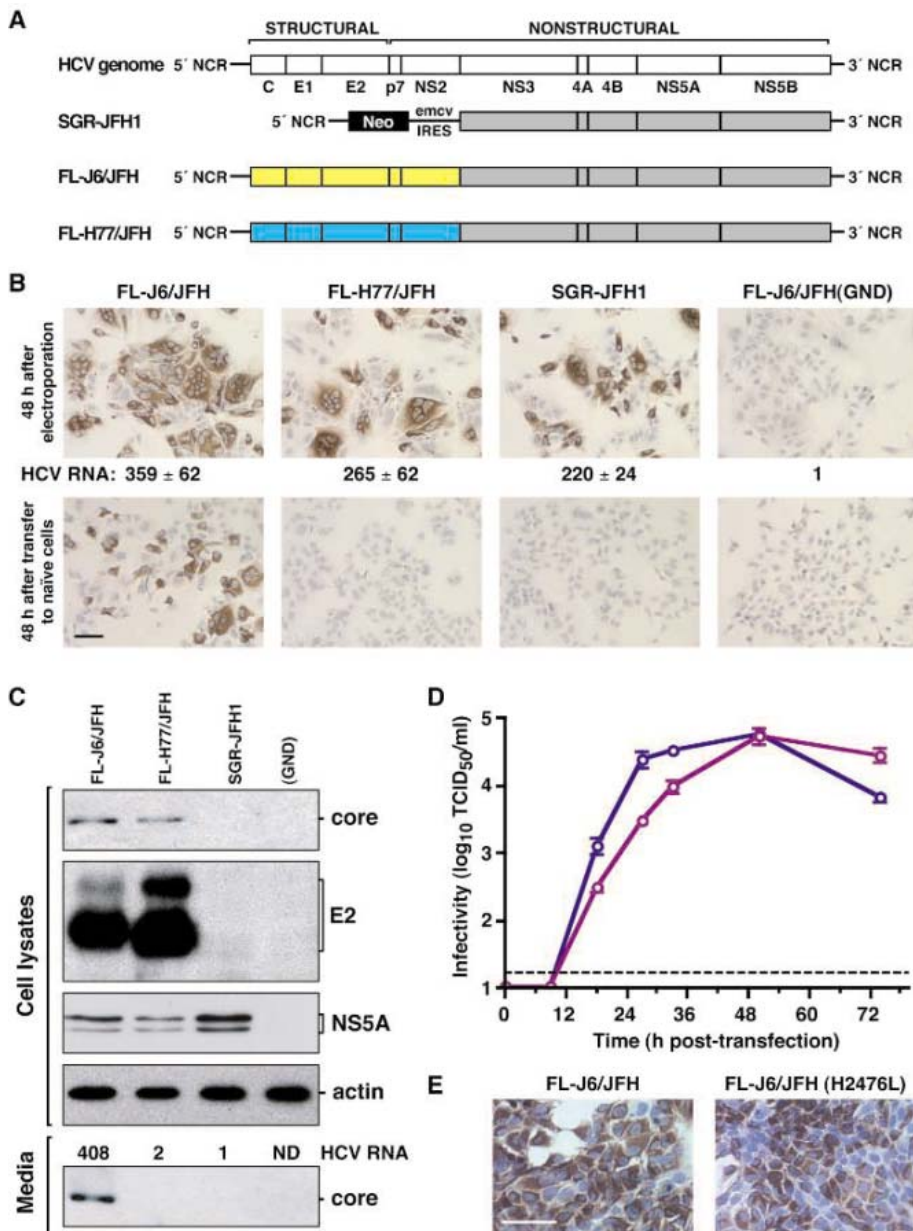 A
STRUCTURAL NONSTRUCTURAL
HCV genome 5´ NCR 3´ NCR
C E1 E2 p7 NS2 NS3 4A 4B NS5A NS5B
SGR-JFH1 5´ NCR Neo emcv IRES 3´ NCR
FL-J6/JFH 5´ NCR 3´ NCR
FL-H77/JFH 5´ NCR 3´ NCR
B
FL-J6/JFH FL-H77/JFH SGR-JFH1 FL-J6/JFH(GND)
48 h after
electroporation
HCV RNA: 359 ± 62 265 ± 62 220 ± 24 1
48 h after transfer
to naïve cells
C
FL-J6/JFH
FL-H77/JFH
SGR-JFH1
(GND)
Cell lysates
core
E2
NS5A
actin
Media
408 2 1 ND HCV RNA
core
D
Infectivity (log10 TCID50/ml)
5
4
3
2
1
0 12 24 36 48 60 72
Time (h post-transfection)
E
FL-J6/JFH FL-J6/JFH (H2476L)